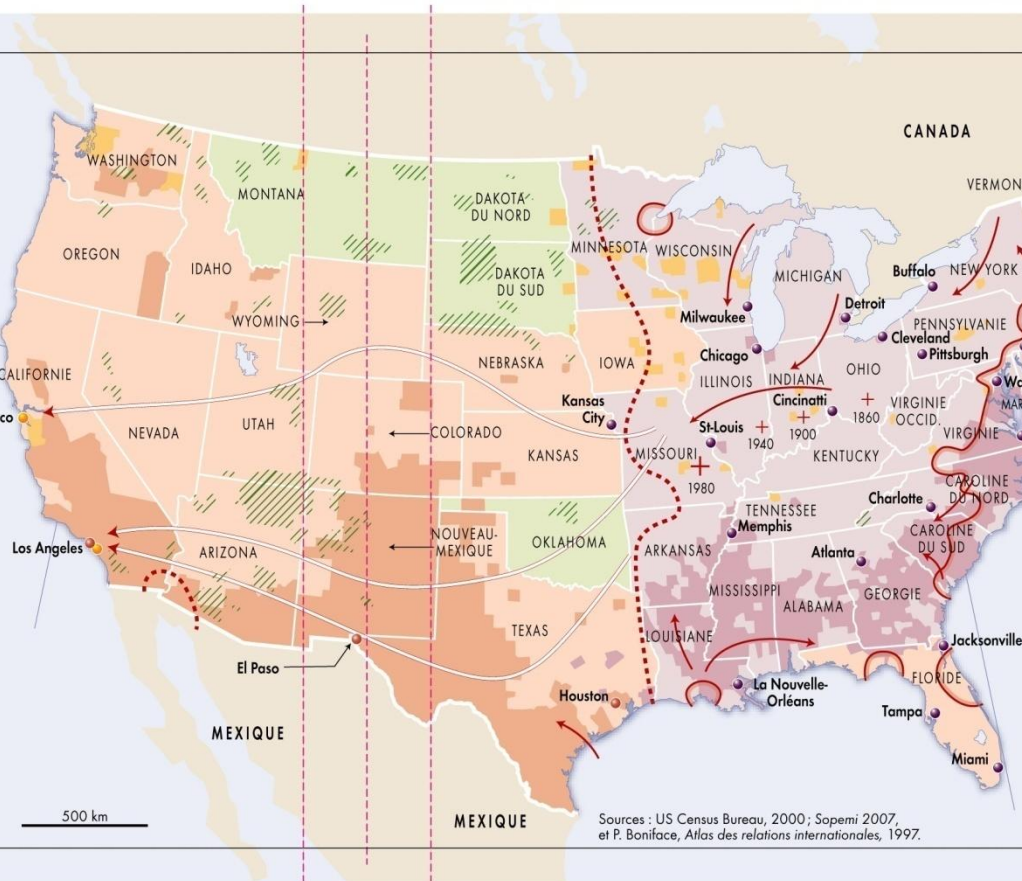 CANADA
WASHINGTON
VERMON
MONTANA
DAKOTA
DU NORD
MINNESOTA
WISCONSIN
OREGON
IDAHO
DAKOTA
DU SUD
MICHIGAN
Buffalo
NEW YORK
WYOMING
Milwaukee
Detroit
Cleveland
PENNSYLVANIE
Pittsburgh
CALIFORNIE
NEBRASKA
IOWA
Chicago
ILLINOIS
INDIANA
OHIO
Wa
MAR
co
NEVADA
UTAH
COLORADO
Kansas
City
St-Louis
Cincinatti
1860
1900
1940
VIRGINIE
OCCID.
VIRGINIE
KANSAS
MISSOURI
1980
KENTUCKY
CAROLINE
DU NORD
Los Angeles
ARIZONA
NOUVEAU-
MEXIQUE
OKLAHOMA
TENNESSEE
Memphis
Charlotte
CAROLINE
DU SUD
ARKANSAS
Atlanta
MISSISSIPPI
ALABAMA
GEORGIE
TEXAS
LOUISIANE
Jacksonville
El Paso
Houston
La Nouvelle-
Orléans
FLORIDE
Tampa
MEXIQUE
Miami
500 km
MEXIQUE
Sources : US Census Bureau, 2000 ; Sopemi 2007,
et P. Boniface, Atlas des relations internationales, 1997.